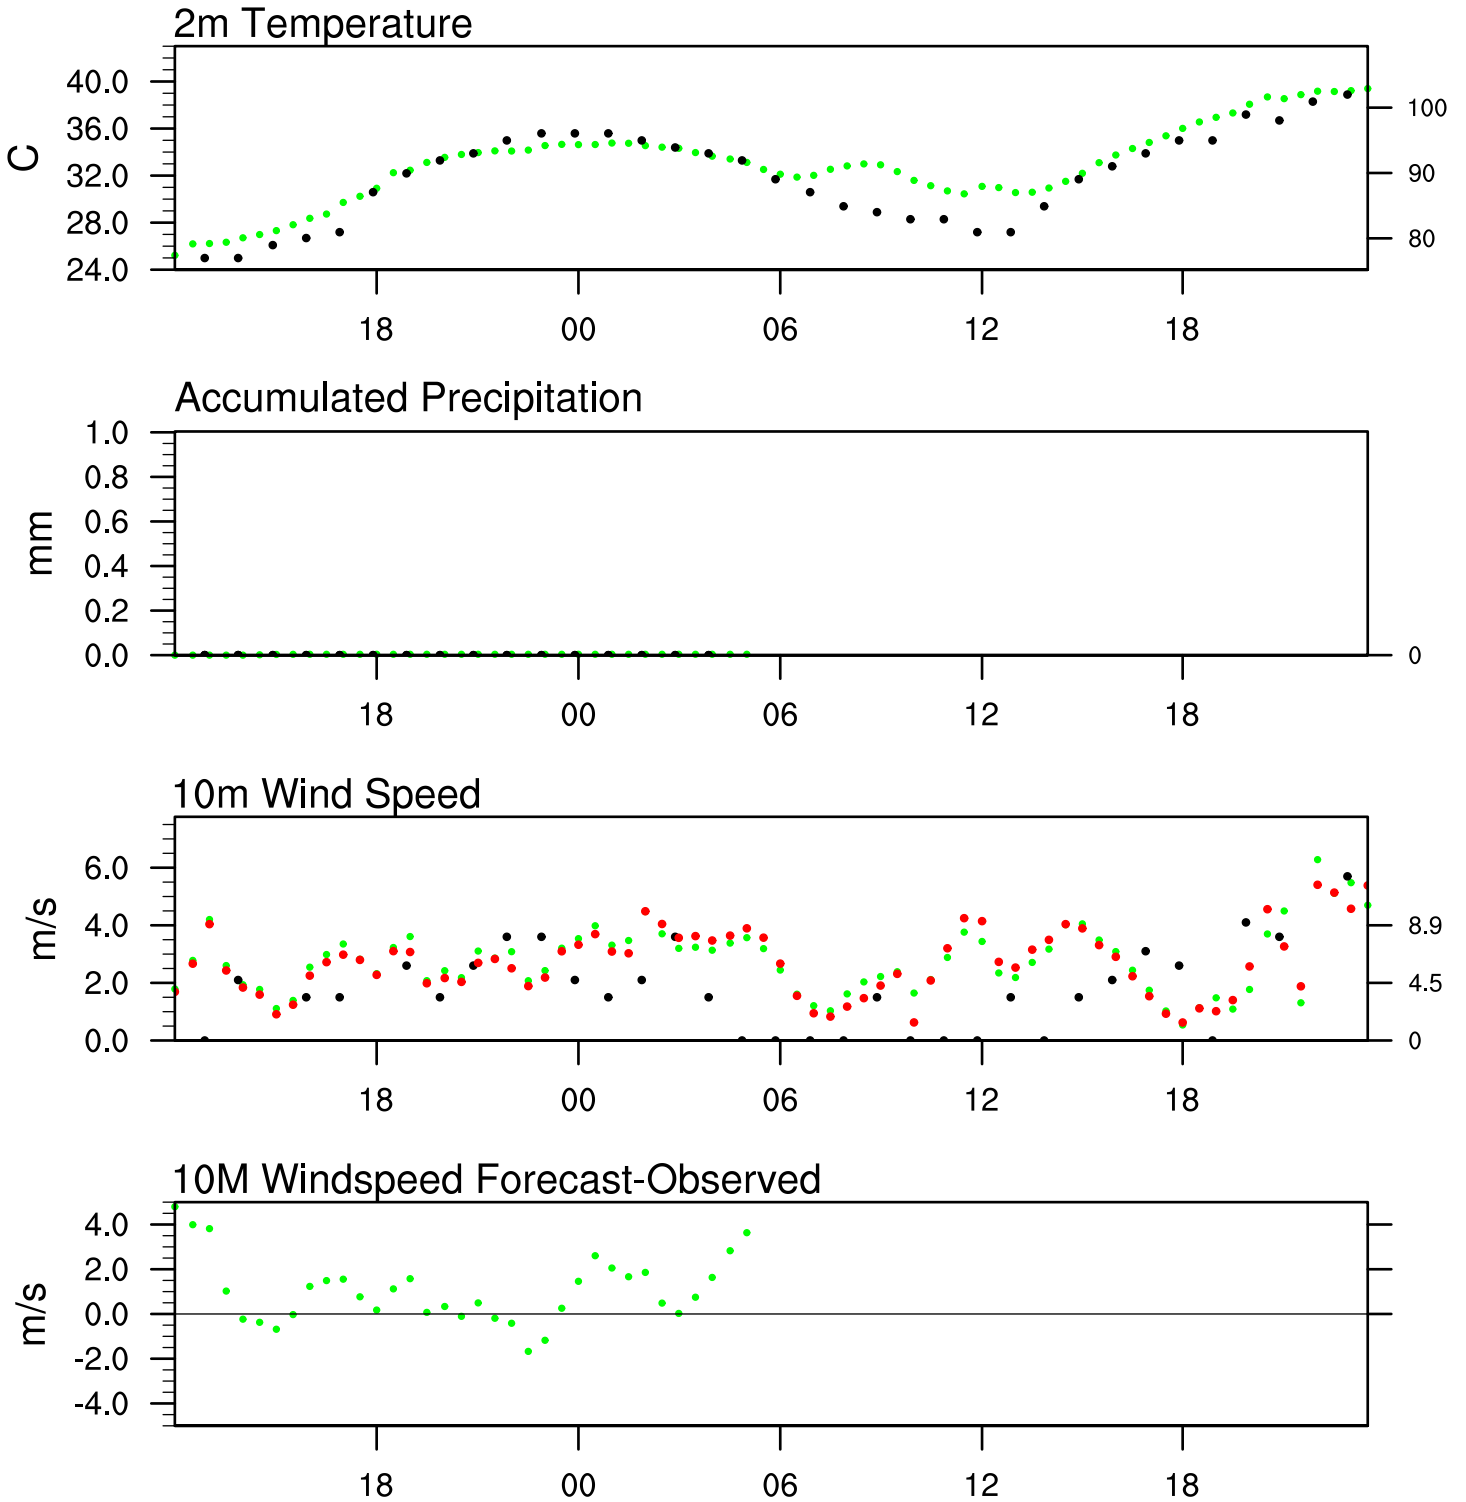 2m Temperature
40.0
36.0
32.0
28.0
24.0
C
100
90
80
18 00 06 12 18
Accumulated Precipitation
1.0
0.8
0.6
0.4
0.2
0.0
mm
0
18 00 06 12 18
10m Wind Speed
6.0
4.0
2.0
0.0
m/s
8.9
4.5
0
18 00 06 12 18
10M Windspeed Forecast-Observed
4.0
2.0
0.0
-2.0
-4.0
m/s
18 00 06 12 18